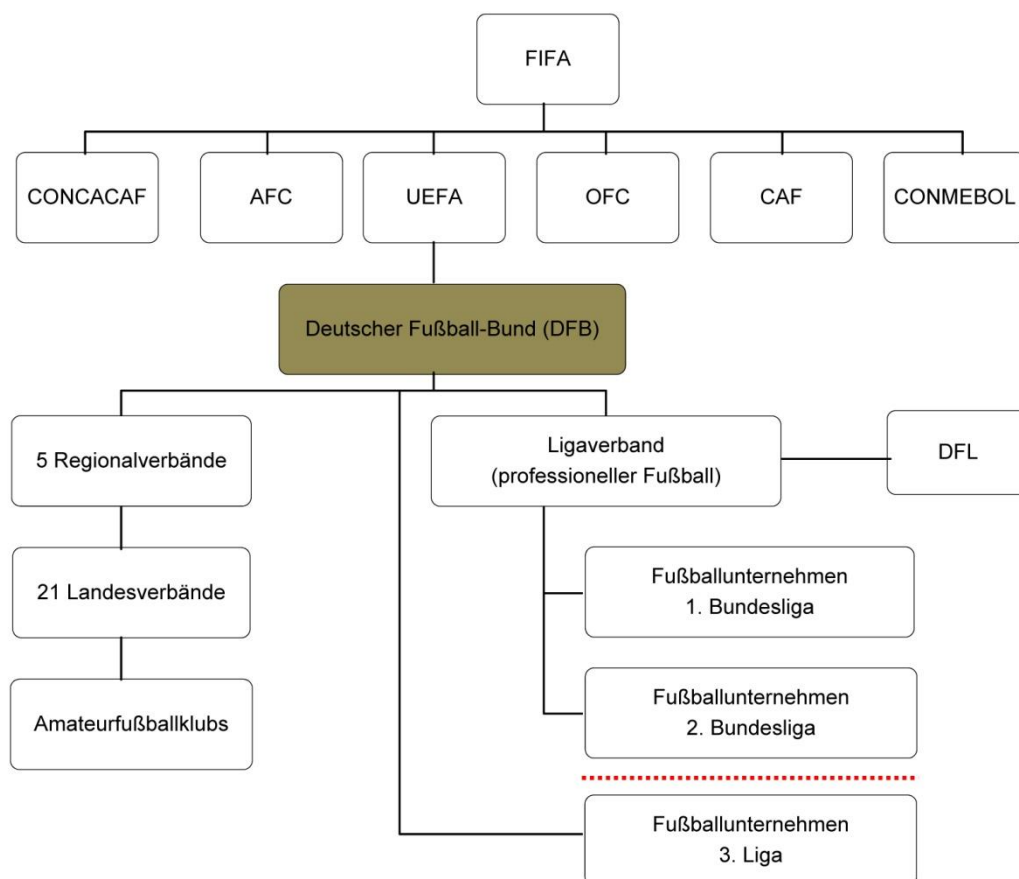 FIFA
CONCACAF
AFC
UEFA
OFC
CAF
CONMEBOL
Deutscher Fußball-Bund (DFB)
5 Regionalverbände
Ligaverband
(professioneller Fußball)
DFL
21 Landesverbände
Fußballunternehmen
1. Bundesliga
Amateurfußballklubs
Fußballunternehmen
2. Bundesliga
Fußballunternehmen
3. Liga